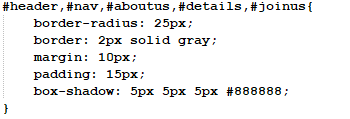 #header,#nav,#aboutus,#details,#joinus{
border-radius: 25px;
border: 2px solid gray;
margin: 10px;
padding: 15px;
box-shadow: 5px 5px 5px #888888;
}